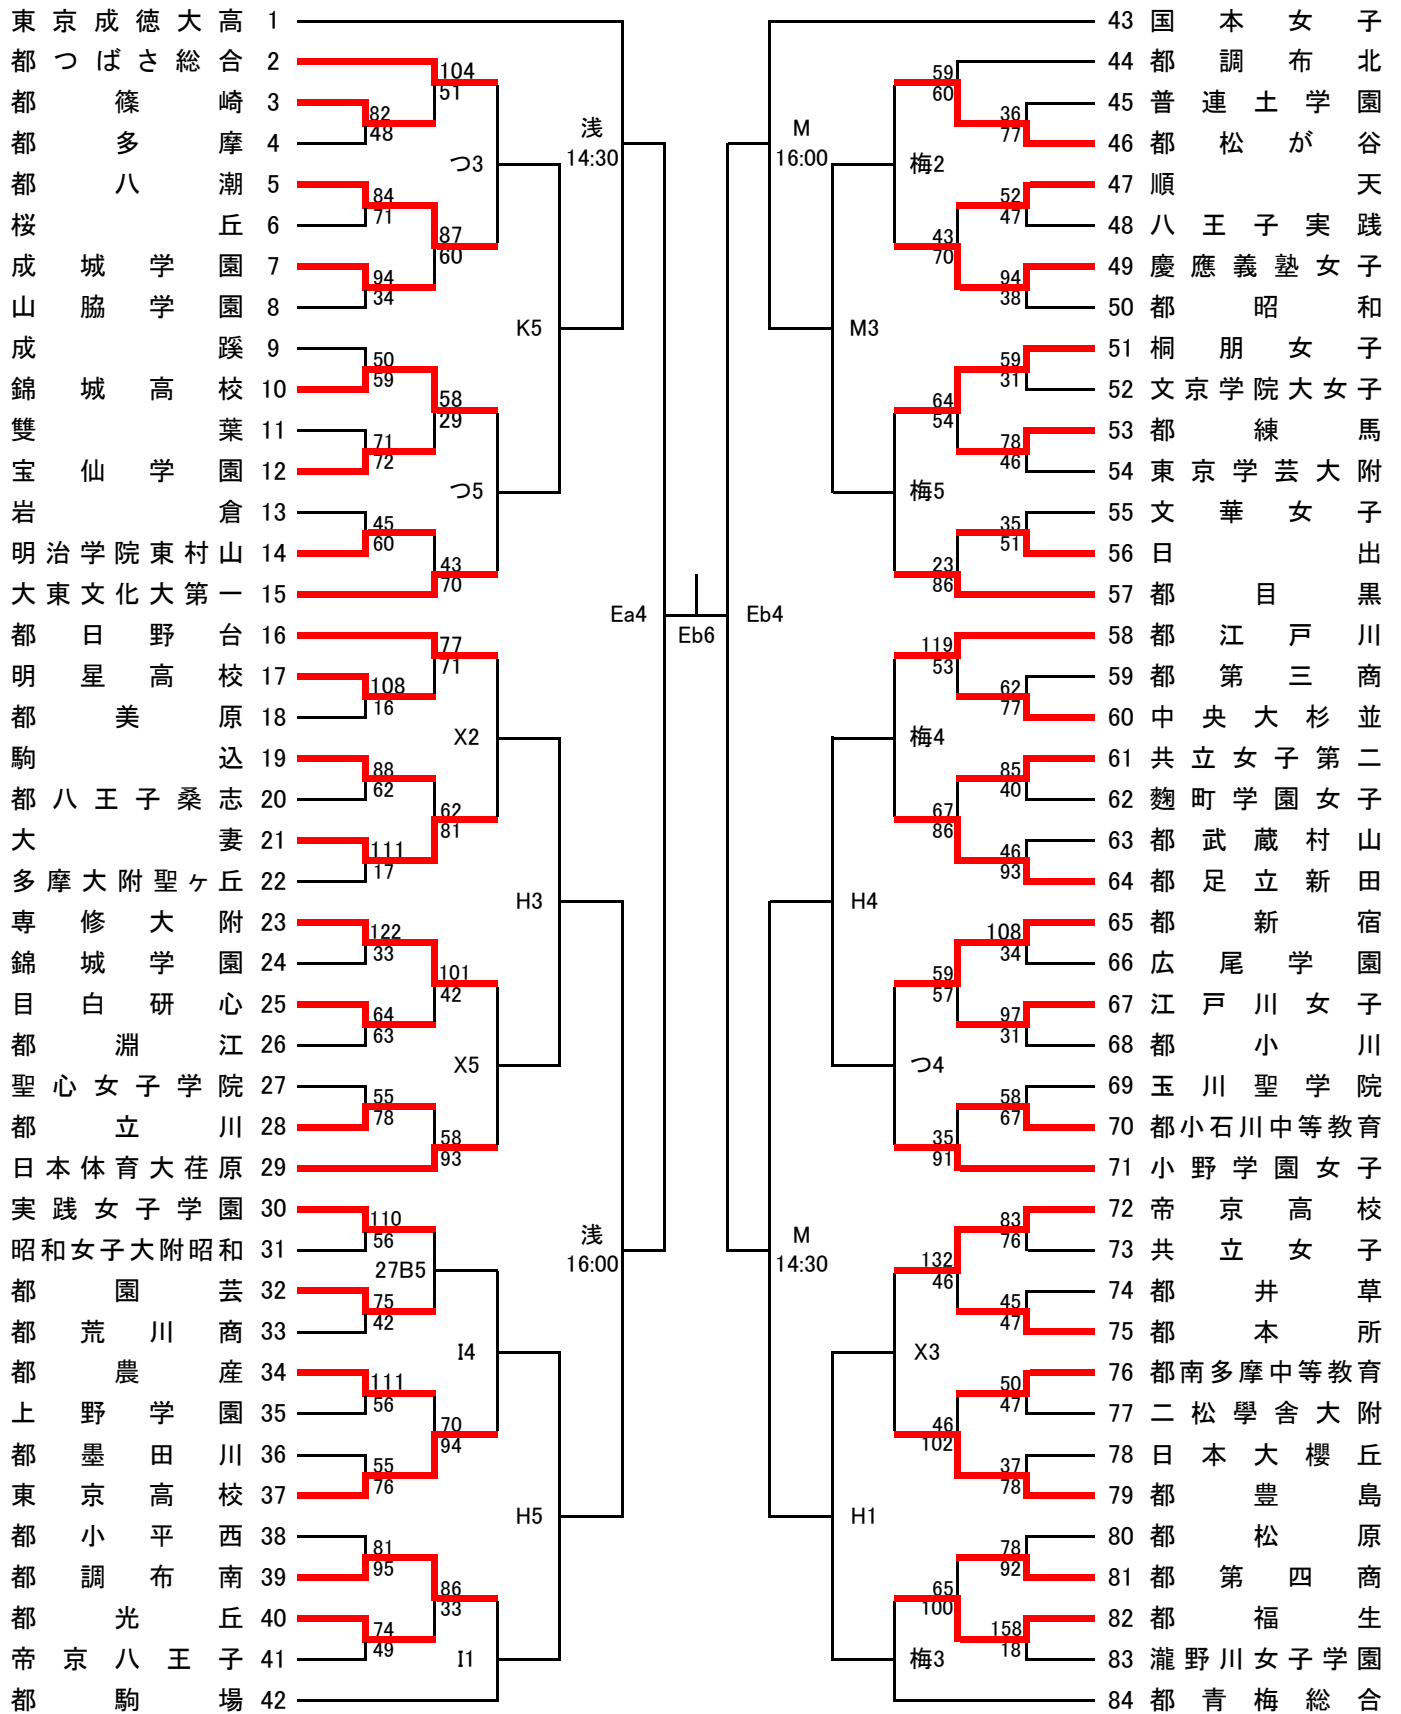 東京成徳大高 1
都つばさ総合 2
都篠崎 3
都多摩 4
都八潮 5
桜丘 6
成城学園 7
山脇学園 8
成蹊 9
錦城高校 10
雙葉 11
宝仙学園 12
岩倉 13
明治学院東村山 14
大東文化大第一 15
都日野台 16
明星高校 17
都美原 18
駒込 19
都八王子桑志 20
大妻 21
多摩大附聖ヶ丘 22
専修大附 23
錦城学園 24
目白研心 25
都淵江 26
聖心女子学院 27
都立川 28
日本体育大荏原 29
実践女子学園 30
昭和女子大附昭和 31
都園芸 32
都荒川商 33
都農産 34
上野学園 35
都墨田川 36
東京高校 37
都小平西 38
都調布南 39
都光丘 40
帝京八王子 41
都駒場 42
82
48
84
71
94
34
50
59
71
72
45
60
108
16
88
62
111
17
122
33
64
63
55
78
110
56
75
42
111
56
55
76
81
95
74
49
104
51
87
60
58
29
43
70
77
71
62
81
101
42
58
93
27B5
70
94
86
33
つ3
つ5
X2
X5
I4
I1
K5
H3
H5
浅
14:30
浅
16:00
Ea4
Eb6
Eb4
M
16:00
M
14:30
M3
H4
H1
梅2
梅5
梅4
つ4
X3
梅3
59
60
43
70
64
54
23
86
119
53
67
86
59
57
35
91
132
46
46
102
65
100
36
77
52
47
94
38
59
31
78
46
35
51
62
77
85
40
46
93
108
34
97
31
58
67
83
76
45
47
50
47
37
78
78
92
158
18
43 国本女子
44 都調布北
45 普連土学園
46 都松が谷
47 順天
48 八王子実践
49 慶應義塾女子
50 都昭和
51 桐朋女子
52 文京学院大女子
53 都練馬
54 東京学芸大附
55 文華女子
56 日出
57 都目黒
58 都江戸川
59 都第三商
60 中央大杉並
61 共立女子第二
62 麴町学園女子
63 都武蔵村山
64 都足立新田
65 都新宿
66 広尾学園
67 江戸川女子
68 都小川
69 玉川聖学院
70 都小石川中等教育
71 小野学園女子
72 帝京高校
73 共立女子
74 都井草
75 都本所
76 都南多摩中等教育
77 二松學舎大附
78 日本大櫻丘
79 都豊島
80 都松原
81 都第四商
82 都福生
83 瀧野川女子学園
84 都青梅総合